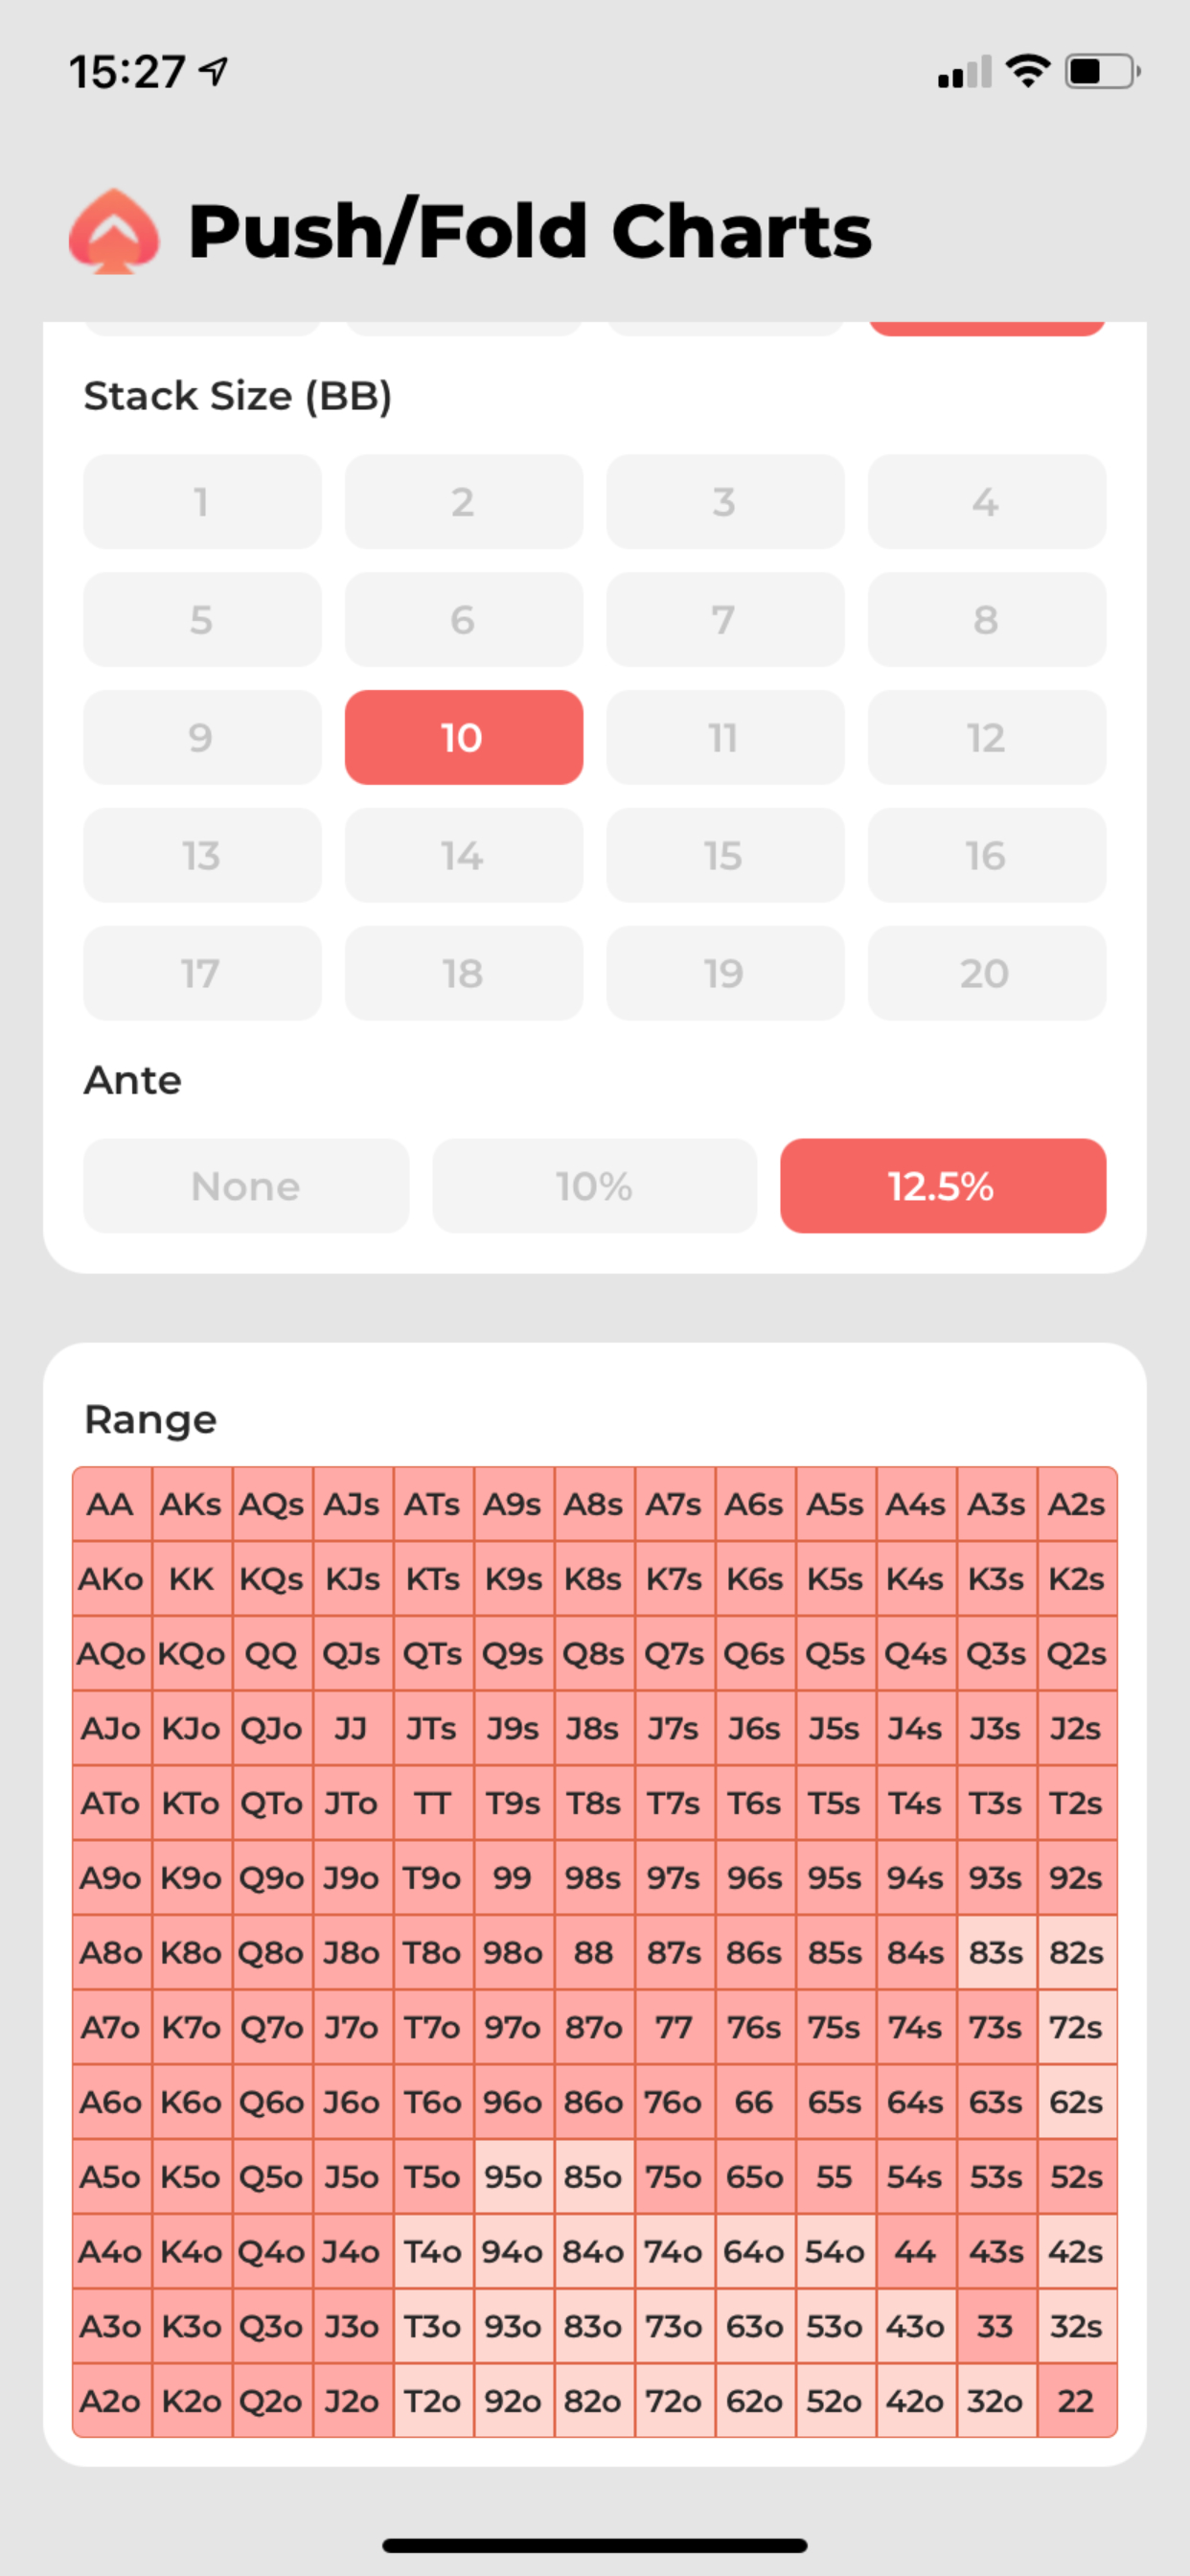 15:27
Push/Fold Charts
Stack Size (BB)
1 2 3 4
5 6 7 8
9 10 11 12
13 14 15 16
17 18 19 20
Ante
None 10% 12.5%
Range
AA AKs AQs AJs ATs A9s A8s A7s A6s A5s A4s A3s A2s
AKo KK KQs KJs KTs K9s K8s K7s K6s K5s K4s K3s K2s
AQo KQo QQ QJs QTs Q9s Q8s Q7s Q6s Q5s Q4s Q3s Q2s
AJo KJo QJo JJ JTs J9s J8s J7s J6s J5s J4s J3s J2s
ATo KTo QTo JTo TT T9s T8s T7s T6s T5s T4s T3s T2s
A9o K9o Q9o J9o T9o 99 98s 97s 96s 95s 94s 93s 92s
A8o K8o Q8o J8o T8o 98o 88 87s 86s 85s 84s 83s 82s
A7o K7o Q7o J7o T7o 97o 87o 77 76s 75s 74s 73s 72s
A6o K6o Q6o J6o T6o 96o 86o 76o 66 65s 64s 63s 62s
A5o K5o Q5o J5o T5o 95o 85o 75o 65o 55 54s 53s 52s
A4o K4o Q4o J4o T4o 94o 84o 74o 64o 54o 44 43s 42s
A3o K3o Q3o J3o T3o 93o 83o 73o 63o 53o 43o 33 32s
A2o K2o Q2o J2o T2o 92o 82o 72o 62o 52o 42o 32o 22